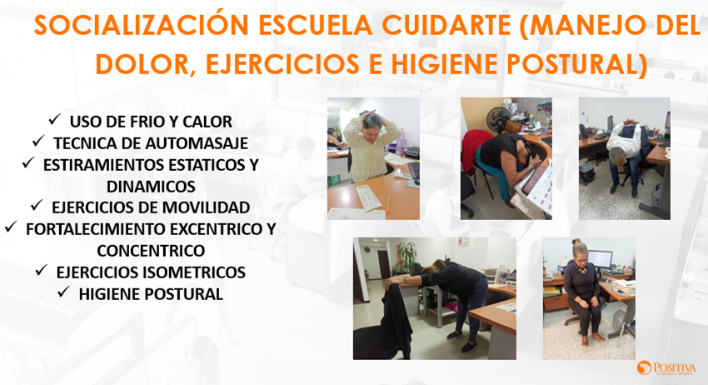 SOCIALIZACIÓN ESCUELA CUIDARTE (MANEJO DEL
DOLOR, EJERCICIOS E HIGIENE POSTURAL)
✓ USO DE FRIO Y CALOR
✓ TECNICA DE AUTOMASAJE
✓ ESTIRAMIENTOS ESTATICOS Y
DINAMICOS
✓ EJERCICIOS DE MOVILIDAD
✓ FORTALECIMIENTO EXCENTRICO Y
CONCENTRICO
✓ EJERCICIOS ISOMETRICOS
✓ HIGIENE POSTURAL
POSITIVA